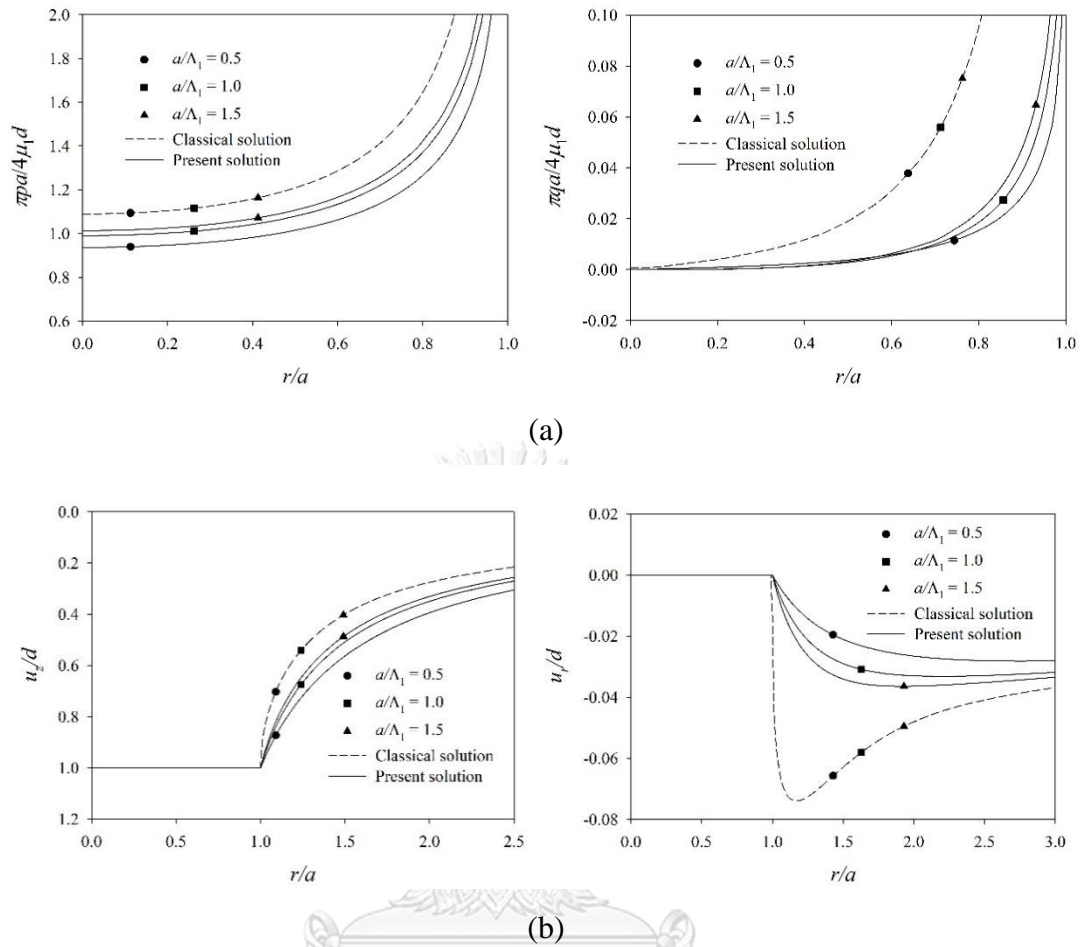 2.0
1.8
1.6
1.4
1.2
1.0
0.8
0.6
0.0
0.2
0.4
0.6
0.8
1.0
πpa/4μ₁d
r/a
a/Λ₁ = 0.5
a/Λ₁ = 1.0
a/Λ₁ = 1.5
Classical solution
Present solution
0.10
0.08
0.06
0.04
0.02
0.00
-0.02
0.0
0.2
0.4
0.6
0.8
1.0
πqa/4μ₁d
r/a
a/Λ₁ = 0.5
a/Λ₁ = 1.0
a/Λ₁ = 1.5
Classical solution
Present solution
(a)
0.0
0.2
0.4
0.6
0.8
1.0
1.2
0.0
0.5
1.0
1.5
2.0
2.5
u_z/d
r/a
a/Λ₁ = 0.5
a/Λ₁ = 1.0
a/Λ₁ = 1.5
Classical solution
Present solution
0.02
0.00
-0.02
-0.04
-0.06
-0.08
0.0
0.5
1.0
1.5
2.0
2.5
3.0
u_r/d
r/a
a/Λ₁ = 0.5
a/Λ₁ = 1.0
a/Λ₁ = 1.5
Classical solution
Present solution
(b)